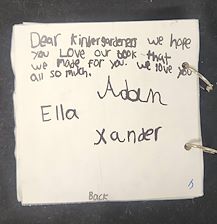 Dear Kindergardeners we hope
you Love our book that
we made for you. we love you
all so much.
Adan
Ella
Xander
Back